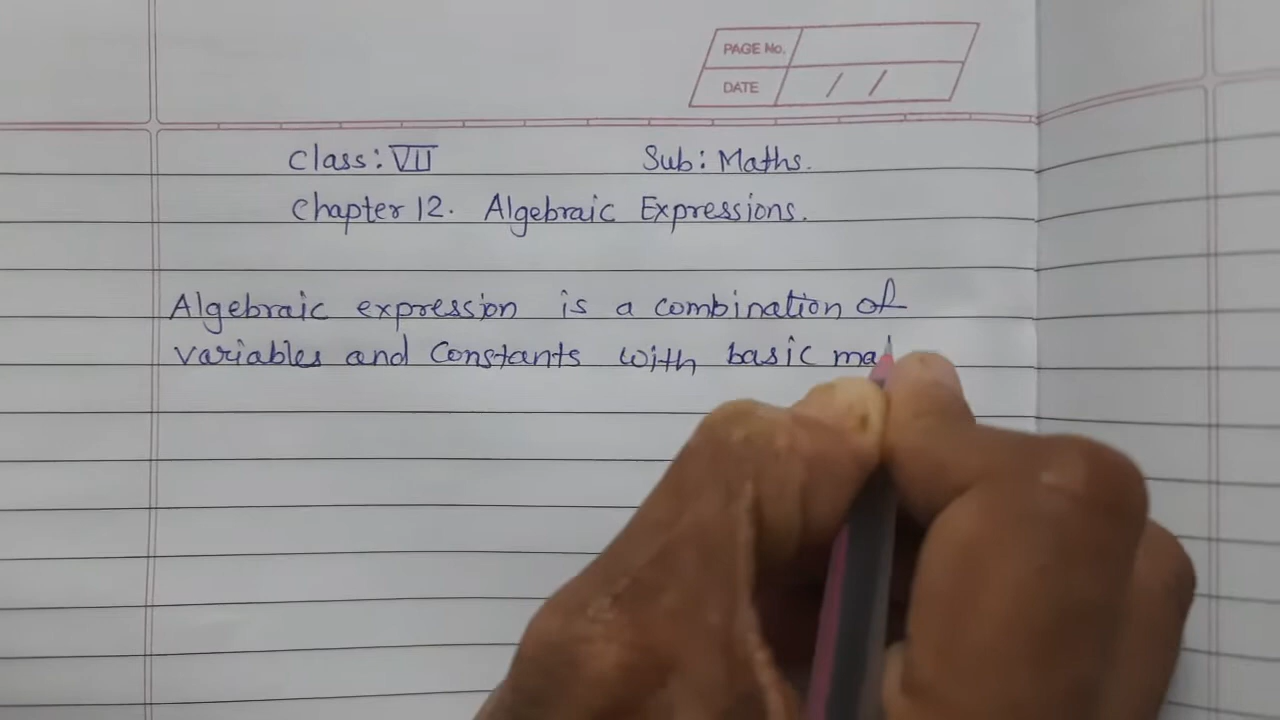 PAGE No.
DATE / /
Class: VII Sub: Maths.
Chapter 12. Algebraic Expressions.
Algebraic expression is a combination of
variables and constants with basic ma